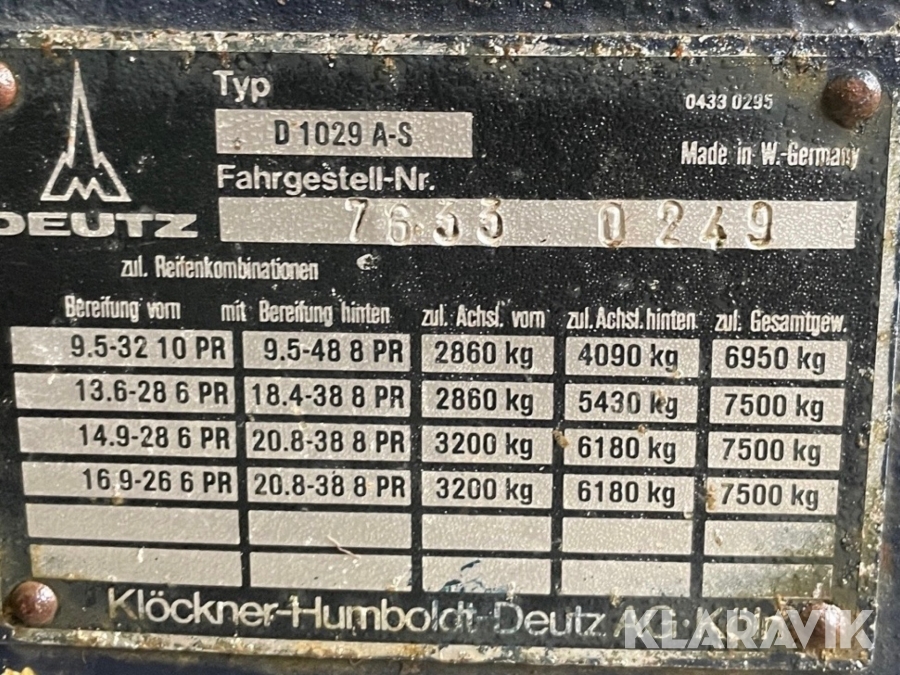 Typ
0433 0295
D 1029 A-S
Made in W.-Germany
Fahrgestell-Nr.
DEUTZ
7633 0249
zul. Reifenkombinationen
Bereifung vorn mit Bereifung hinten zul. Achsl. vorn zul. Achsl. hinten zul. Gesamtgew.
9.5-32 10 PR 9.5-48 8 PR 2860 kg 4090 kg 6950 kg
13.6-28 6 PR 18.4-38 8 PR 2860 kg 5430 kg 7500 kg
14.9-28 6 PR 20.8-38 8 PR 3200 kg 6180 kg 7500 kg
16.9-26 6 PR 20.8-38 8 PR 3200 kg 6180 kg 7500 kg
Klöckner-Humboldt-Deutz AG·Köln
KLARAVIK